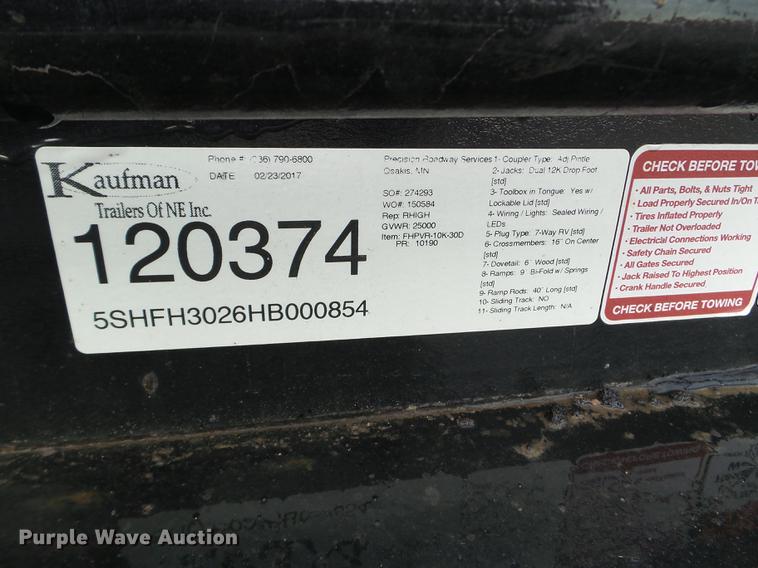 Kaufman
Trailers Of NE Inc.
Phone #: (336) 790-6800
DATE 02/23/2017
120374
5SHFH3026HB000854
Precision Roadway Services
Osakis, MN
SO#: 274293
WO#: 150584
Rep: RHIGH
GVWR: 25000
Item: FHPVR-10K-30D
PR: 10190
1- Coupler Type: Adj Pintle
2- Jacks: Dual 12K Drop Foot
[std]
3- Toolbox in Tongue: Yes w/
Lockable Lid [std]
4- Wiring / Lights: Sealed Wiring /
LEDs
5- Plug Type: 7-Way RV [std]
6- Crossmembers: 16" On Center
[std]
7- Dovetail: 6' Wood [std]
8- Ramps: 9' Bi-Fold w/ Springs
[std]
9- Ramp Rods: 40' Long [std]
10- Sliding Track: NO
11- Sliding Track Length: N/A
CHECK BEFORE TOW
• All Parts, Bolts, & Nuts Tight
• Load Properly Secured In/On T
• Tires Inflated Properly
• Trailer Not Overloaded
• Electrical Connections Working
• Safety Chain Secured
• All Gates Secured
• Jack Raised To Highest Position
• Crank Handle Secured
CHECK BEFORE TOWING
Purple Wave Auction